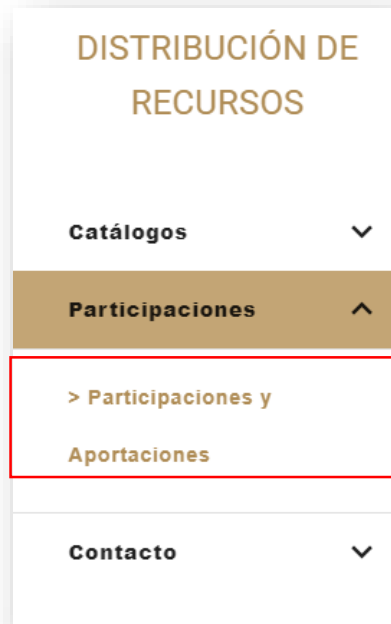 DISTRIBUCIÓN DE
RECURSOS
Catálogos
Participaciones
> Participaciones y
Aportaciones
Contacto